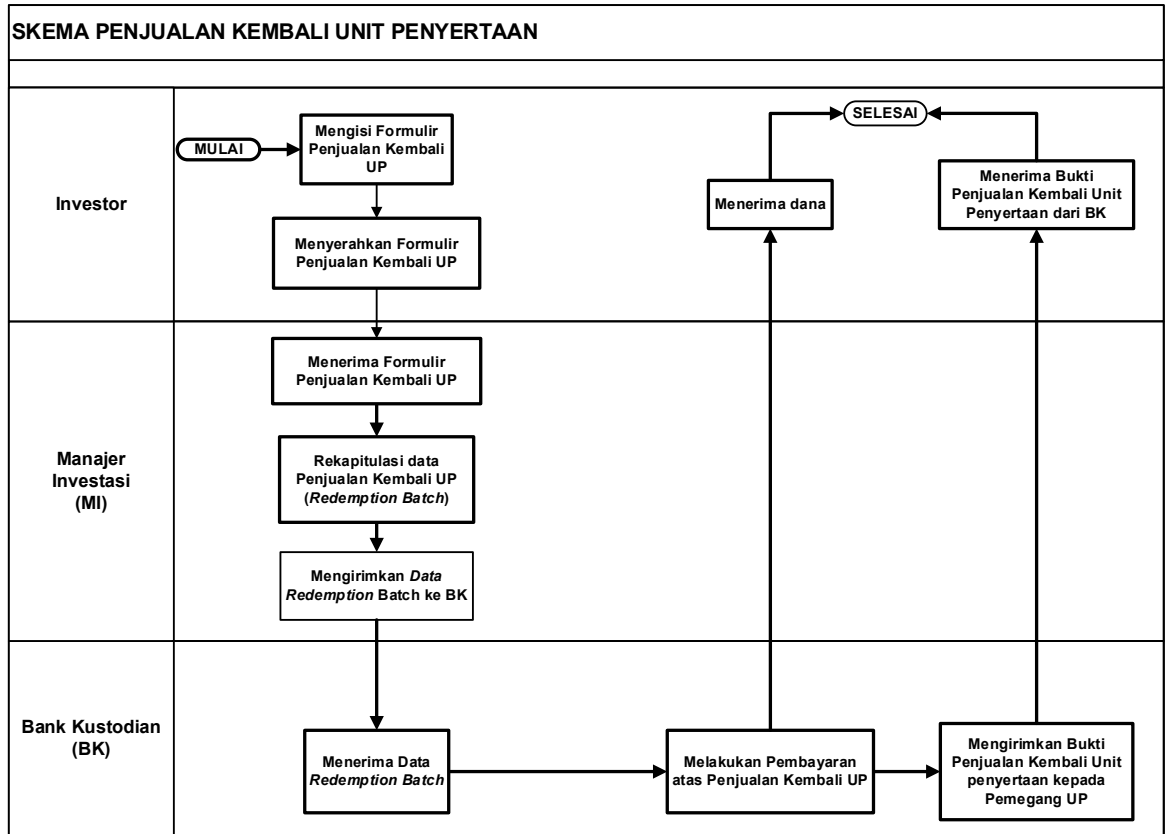 SKEMA PENJUALAN KEMBALI UNIT PENYERTAAN
Investor
MULAI
Mengisi Formulir
Penjualan Kembali
UP
Menyerahkan Formulir
Penjualan Kembali UP
SELESAI
Menerima dana
Menerima Bukti
Penjualan Kembali Unit
Penyertaan dari BK
Manajer
Investasi
(MI)
Menerima Formulir
Penjualan Kembali UP
Rekapitulasi data
Penjualan Kembali UP
(Redemption Batch)
Mengirimkan Data
Redemption Batch ke BK
Bank Kustodian
(BK)
Menerima Data
Redemption Batch
Melakukan Pembayaran
atas Penjualan Kembali UP
Mengirimkan Bukti
Penjualan Kembali Unit
penyertaan kepada
Pemegang UP